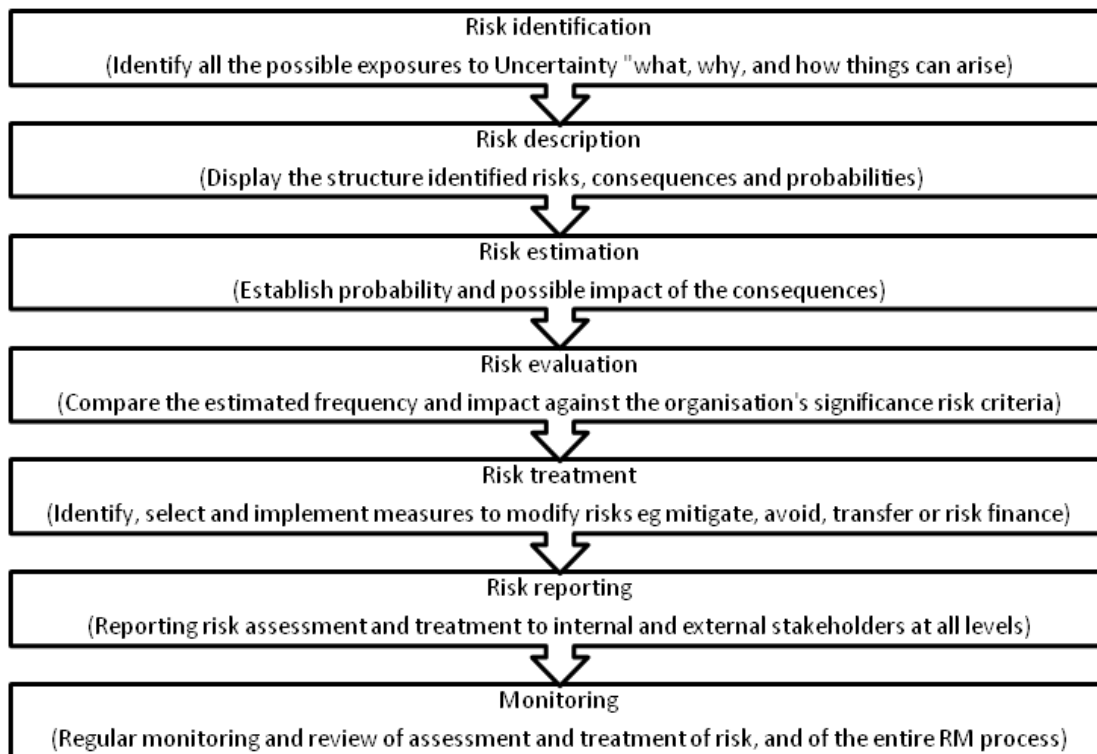 Risk identification
(Identify all the possible exposures to Uncertainty "what, why, and how things can arise)
Risk description
(Display the structure identified risks, consequences and probabilities)
Risk estimation
(Establish probability and possible impact of the consequences)
Risk evaluation
(Compare the estimated frequency and impact against the organisation's significance risk criteria)
Risk treatment
(Identify, select and implement measures to modify risks eg mitigate, avoid, transfer or risk finance)
Risk reporting
(Reporting risk assessment and treatment to internal and external stakeholders at all levels)
Monitoring
(Regular monitoring and review of assessment and treatment of risk, and of the entire RM process)